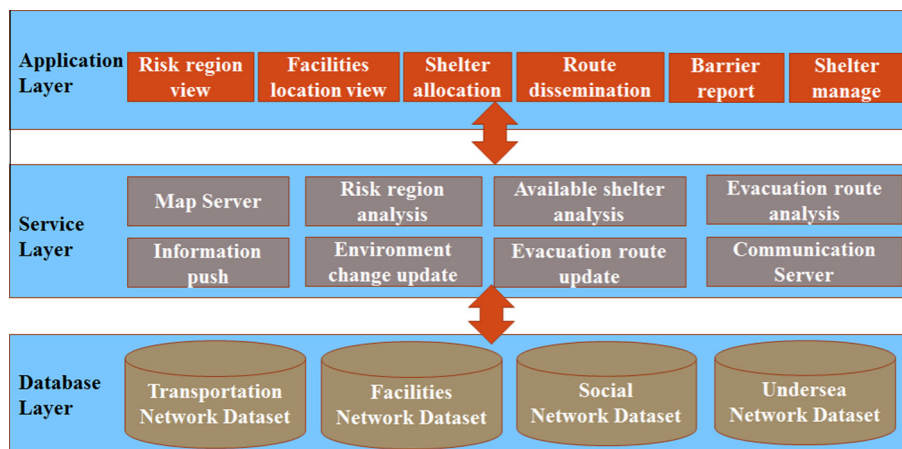 Application
Layer
Risk region
view
Facilities
location view
Shelter
allocation
Route
dissemination
Barrier
report
Shelter
manage
Service
Layer
Map Server
Risk region
analysis
Available shelter
analysis
Evacuation route
analysis
Information
push
Environment
change update
Evacuation route
update
Communication
Server
Database
Layer
Transportation
Network Dataset
Facilities
Network Dataset
Social
Network Dataset
Undersea
Network Dataset